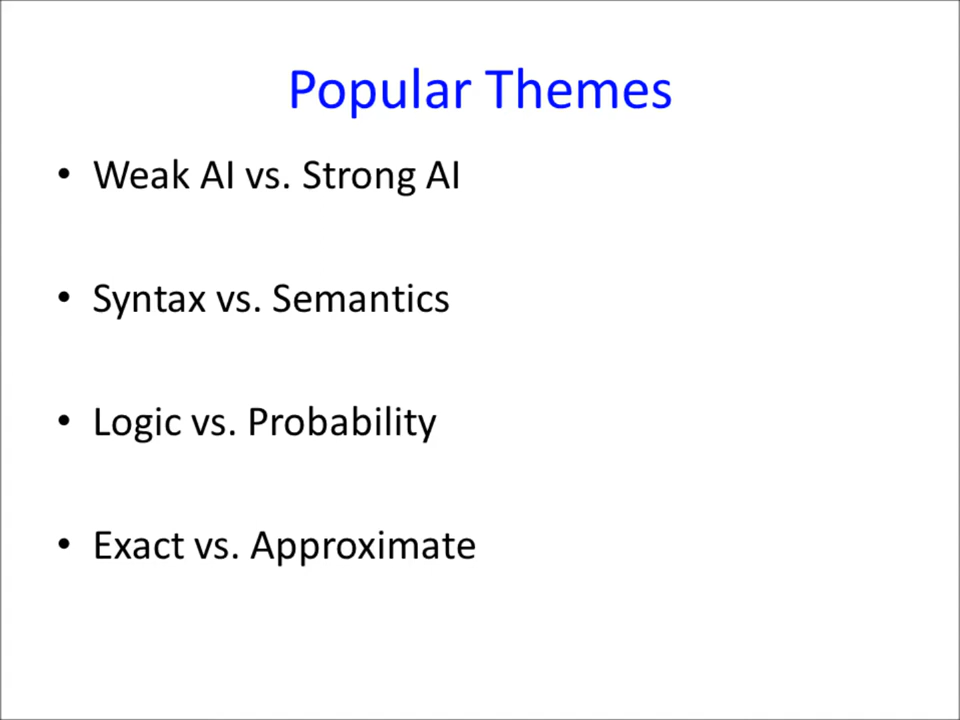 Popular Themes
• Weak AI vs. Strong AI
• Syntax vs. Semantics
• Logic vs. Probability
• Exact vs. Approximate